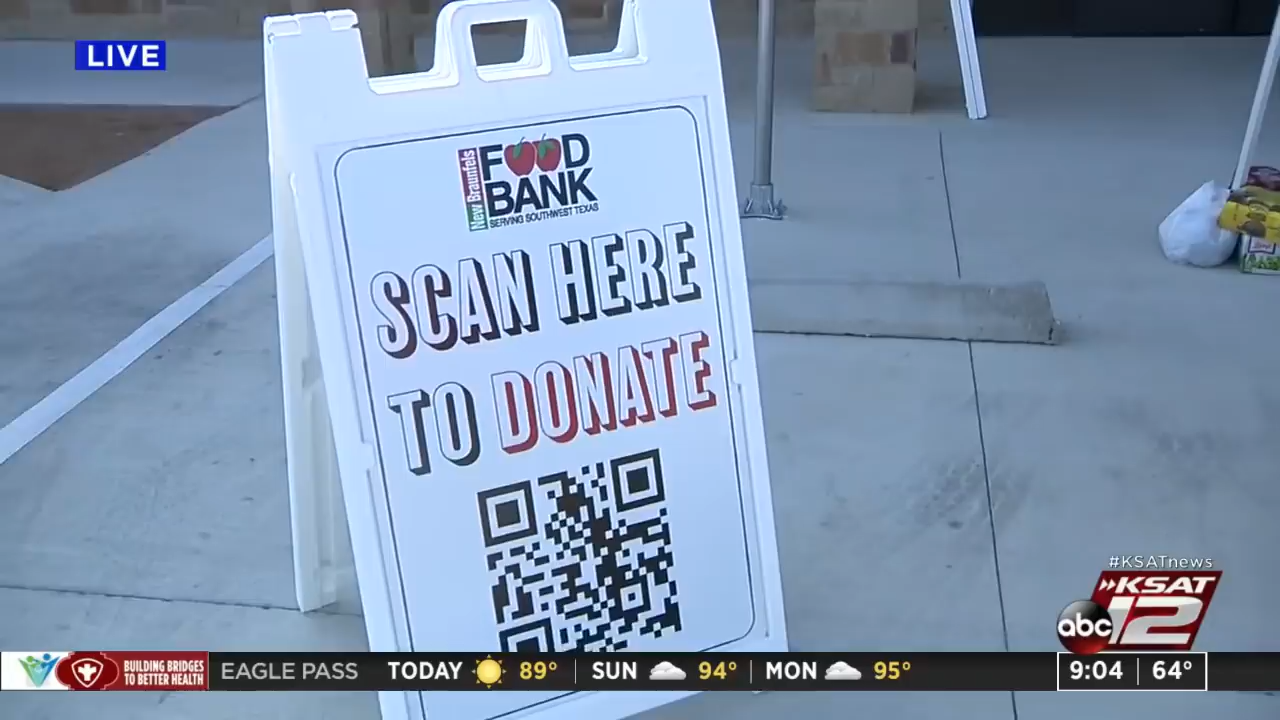 LIVE
New Braunfels
FOOD
BANK
SERVING SOUTHWEST TEXAS
SCAN HERE
TO DONATE
#KSATnews
KSAT
abc 12
BUILDING BRIDGES
TO BETTER HEALTH
EAGLE PASS TODAY 89° SUN 94° MON 95°
9:04 64°